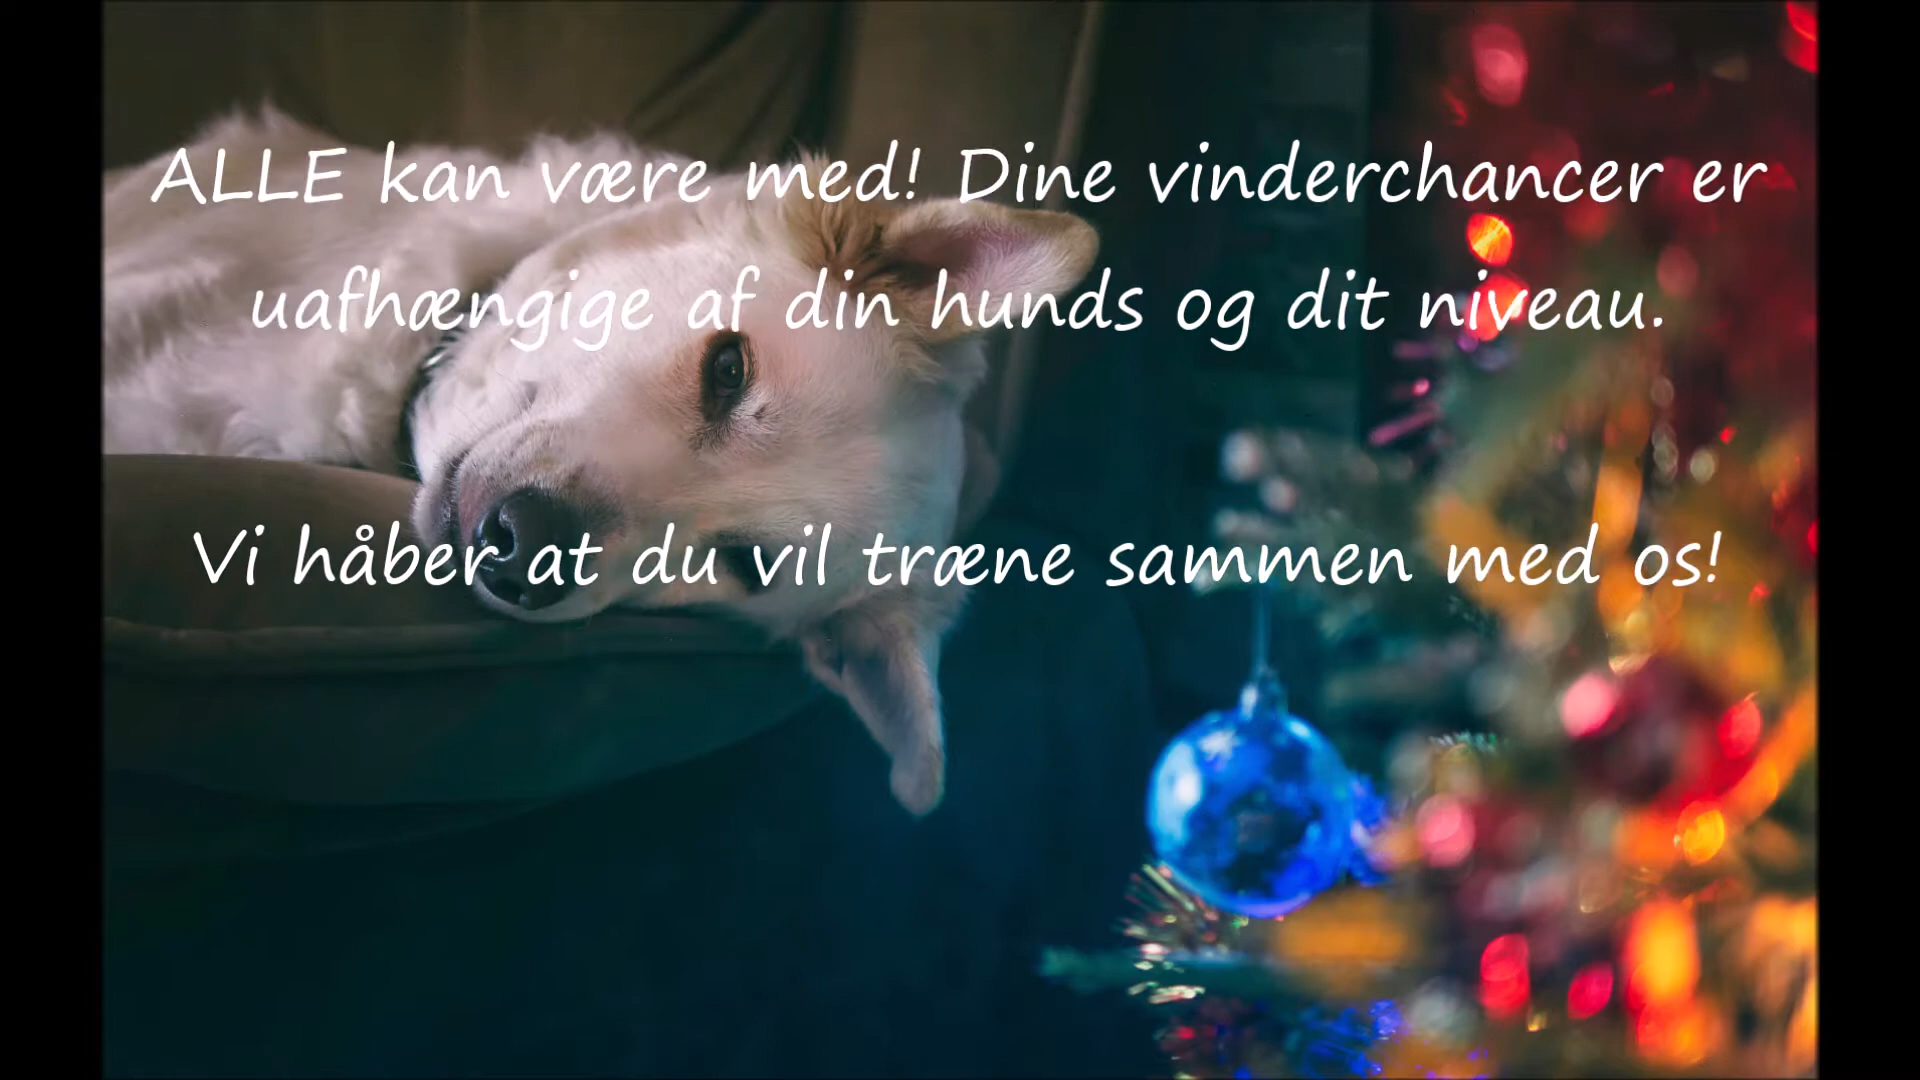 ALLE kan være med! Dine vinderchancer er
uafhængige af din hunds og dit niveau.
Vi håber at du vil træne sammen med os!